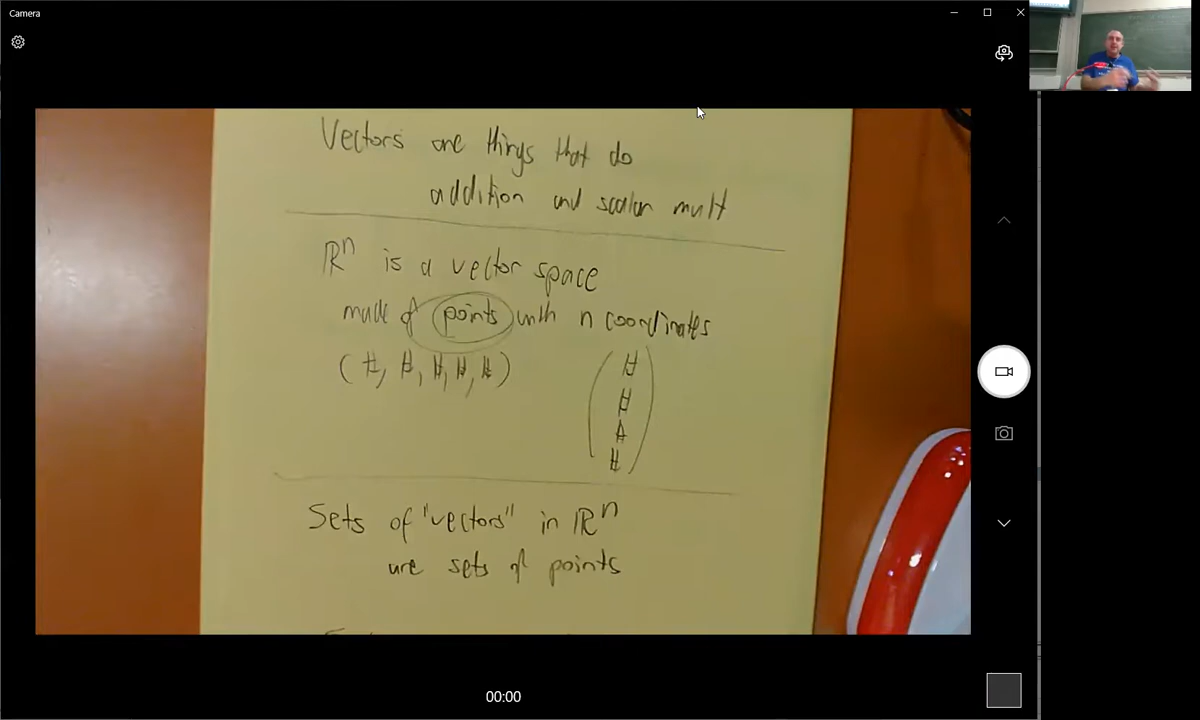 Camera
Vectors are things that do
addition and scalar mult
ℝⁿ is a vector space
made of points with n coordinates
(#, #, #, #, #)
(#
#
#
#)
Sets of "vectors" in ℝⁿ
are sets of points
00:00